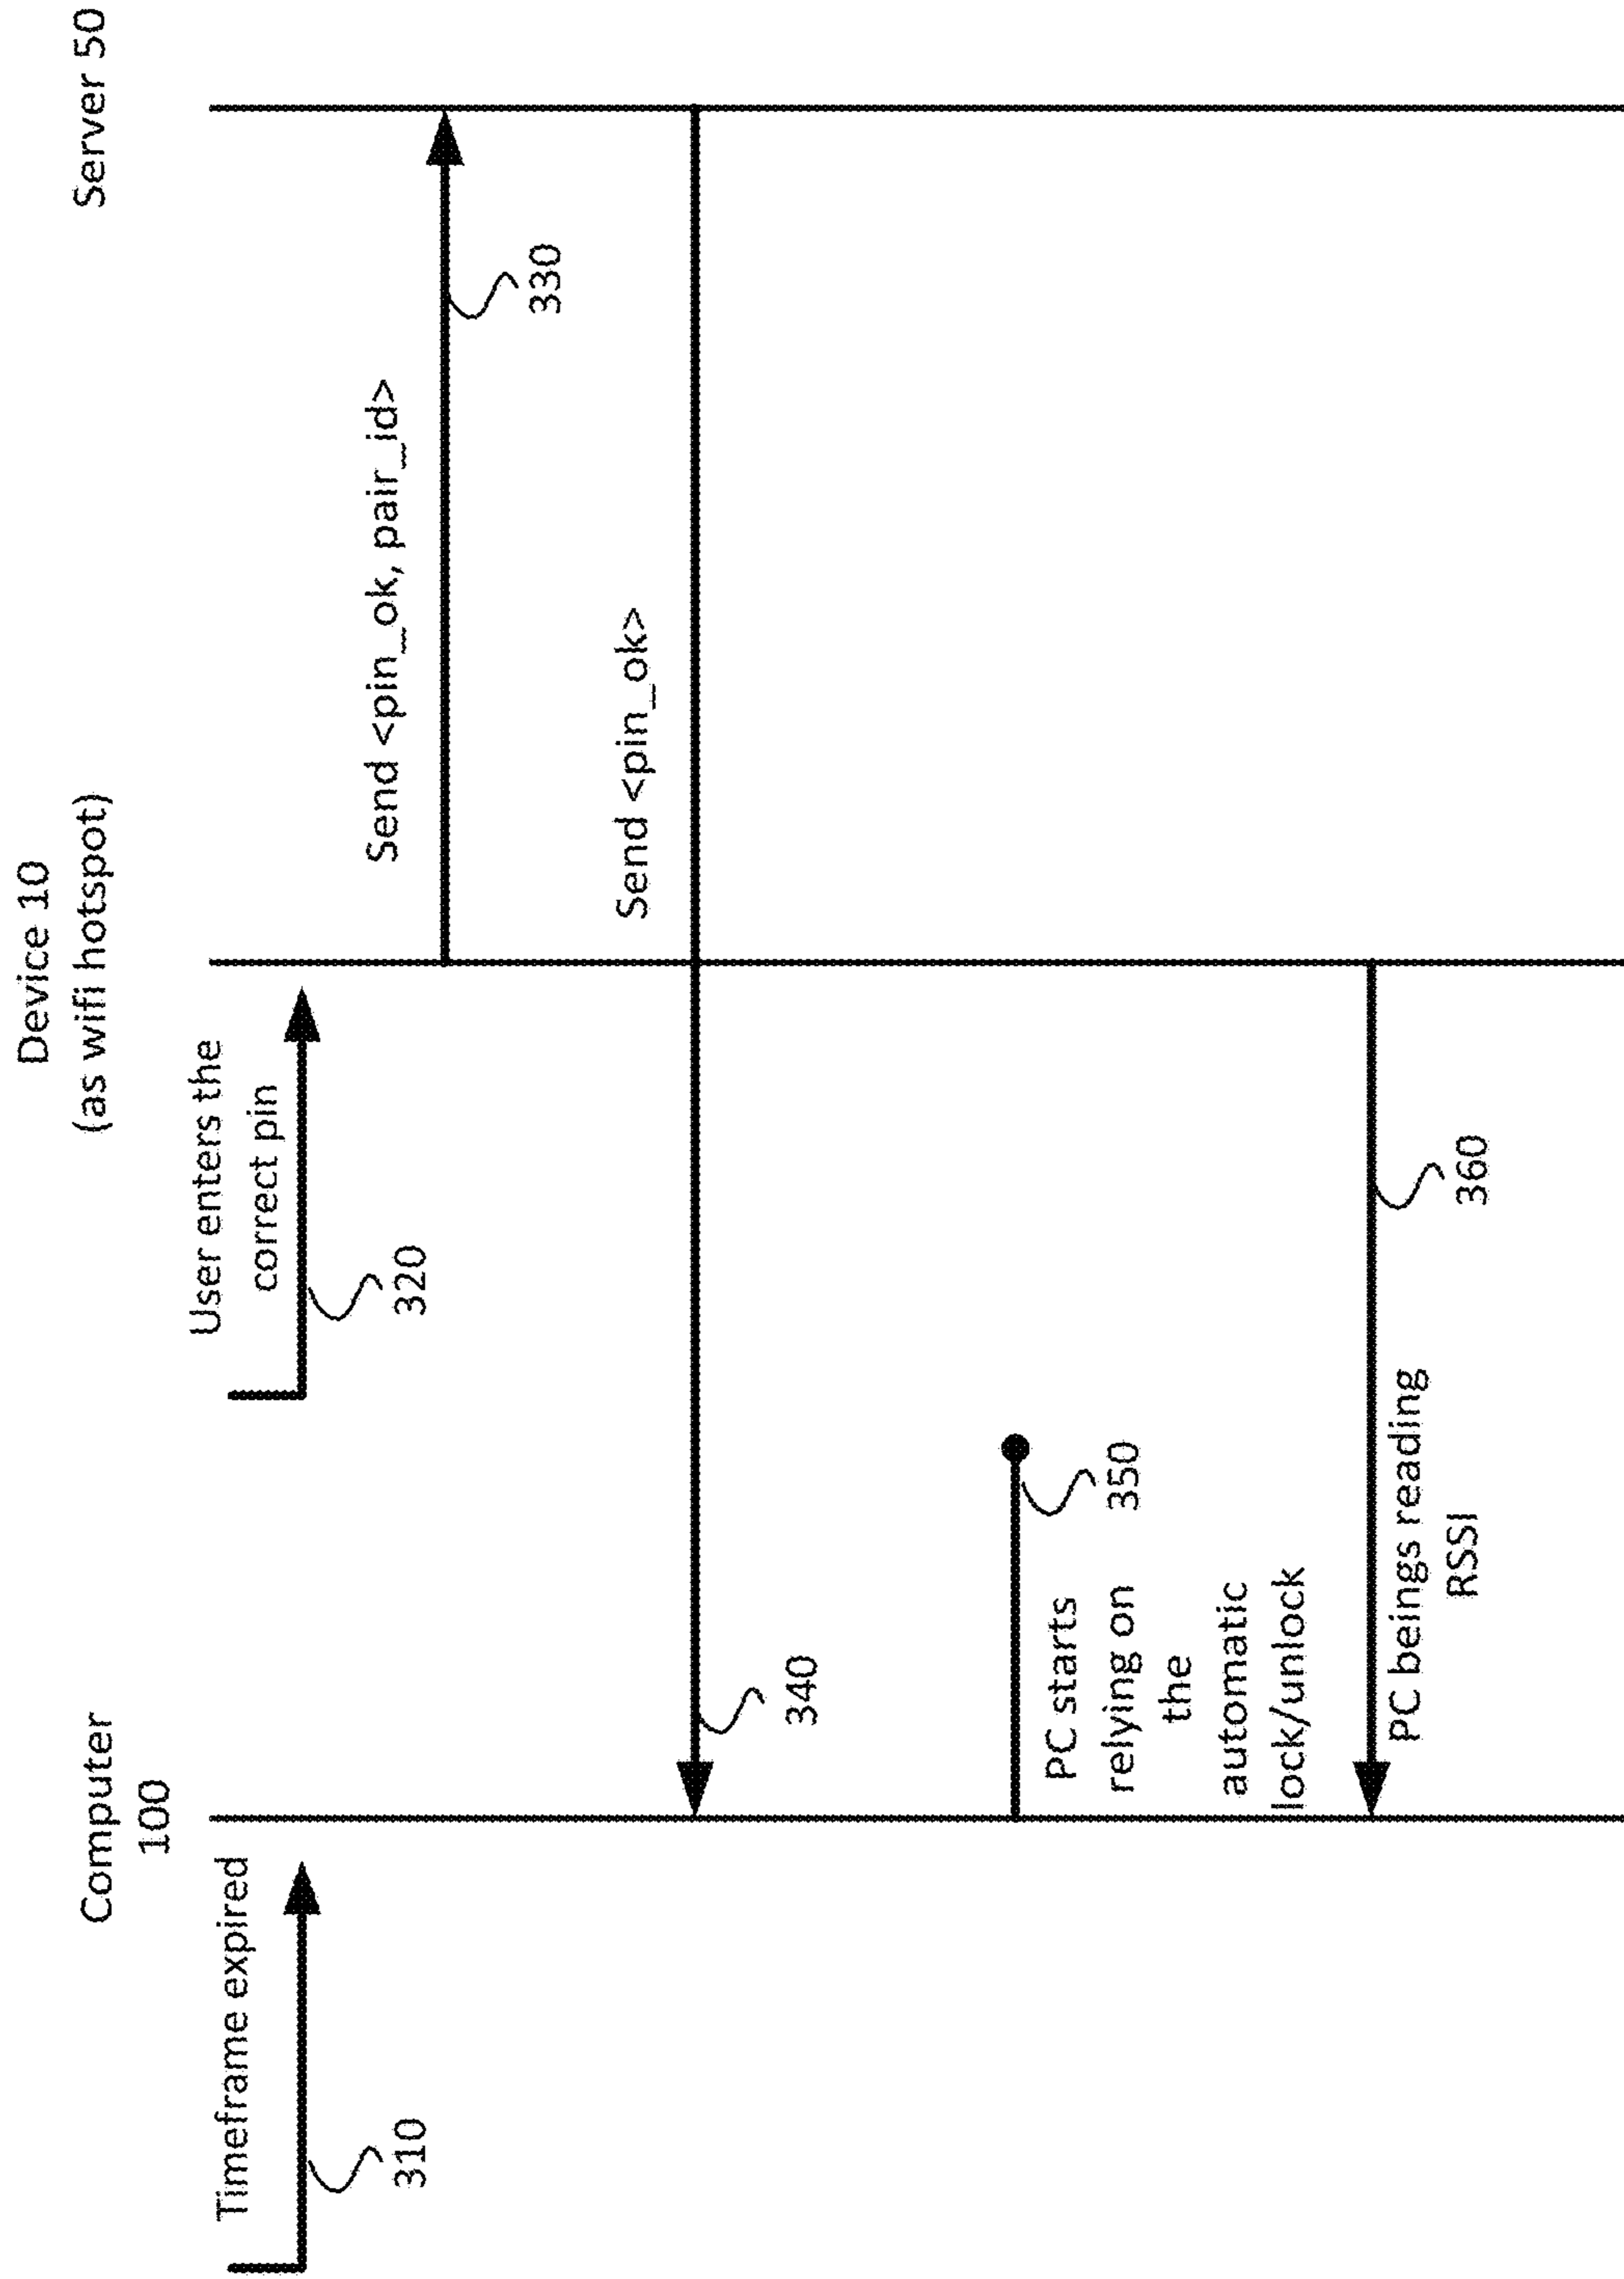 Computer
100
Device 10
(as wifi hotspot)
Server 50
Timeframe expired
310
User enters the
correct pin
320
Send <pin_ok, pair_id>
330
Send <pin_ok>
340
PC starts
relying on
the
automatic
lock/unlock
350
PC beings reading
RSSI
360